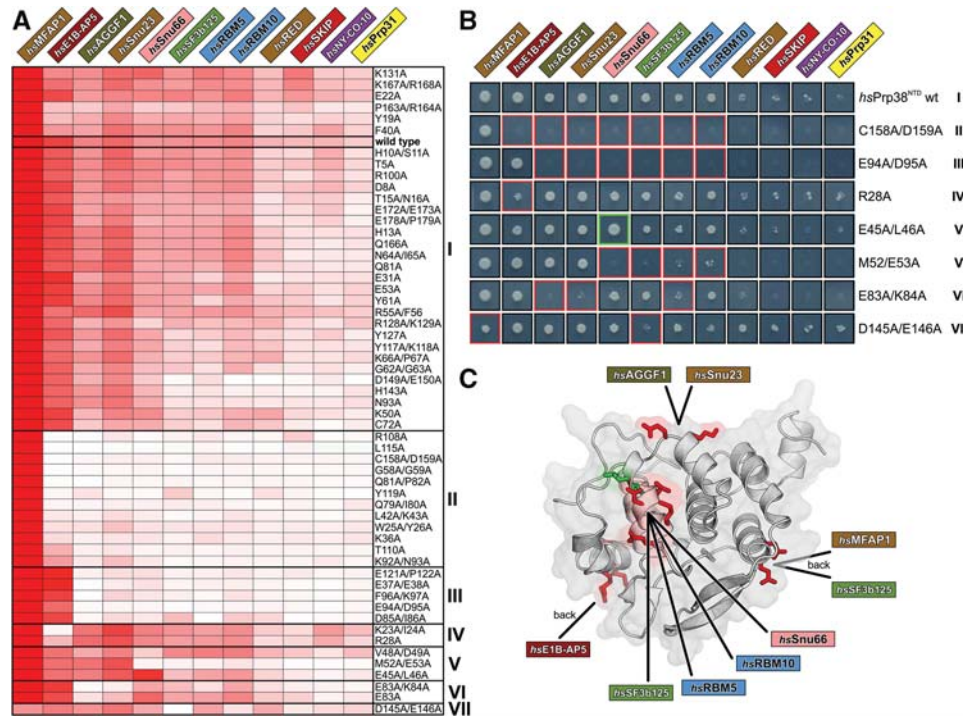 A
hsMFAP1
hsE1B-AP5
hsAGGF1
hsSnu23
hsSnu66
hsSF3b125
hsRBM5
hsRBM10
hsRED
hsSKIP
hsNY-CO-10
hsPrp31
K131A
K167A/R168A
E22A
P163A/R164A
Y19A
F40A
wild type
H10A/S11A
T5A
R100A
D8A
T15A/N16A
E172A/E173A
E178A/P179A
H13A
Q166A
N64A/I65A
Q81A
E31A
E53A
Y61A
R55A/F56
R128A/K129A
Y127A
Y117A/K118A
K66A/P67A
G62A/G63A
D149A/E150A
H143A
N93A
K50A
C72A
I
R108A
L115A
C158A/D159A
G58A/G59A
Q81A/P82A
Y119A
Q79A/I80A
L42A/K43A
W25A/Y26A
K36A
T110A
K92A/N93A
II
E121A/P122A
E37A/E38A
F96A/K97A
E94A/D95A
D85A/I86A
III
K23A/I24A
R28A
IV
V48A/D49A
M52A/E53A
E45A/L46A
V
E83A/K84A
E83A
VI
D145A/E146A
VII
B
hsMFAP1
hsE1B-AP5
hsAGGF1
hsSnu23
hsSnu66
hsSF3b125
hsRBM5
hsRBM10
hsRED
hsSKIP
hsNY-CO-10
hsPrp31
hsPrp38NTD wt I
C158A/D159A II
E94A/D95A III
R28A IV
E45A/L46A V
M52/E53A V
E83A/K84A VI
D145A/E146A VI
C
hsAGGF1
hsSnu23
hsMFAP1
back
hsSF3b125
back
hsE1B-AP5
hsSnu66
hsRBM10
hsSF3b125
hsRBM5